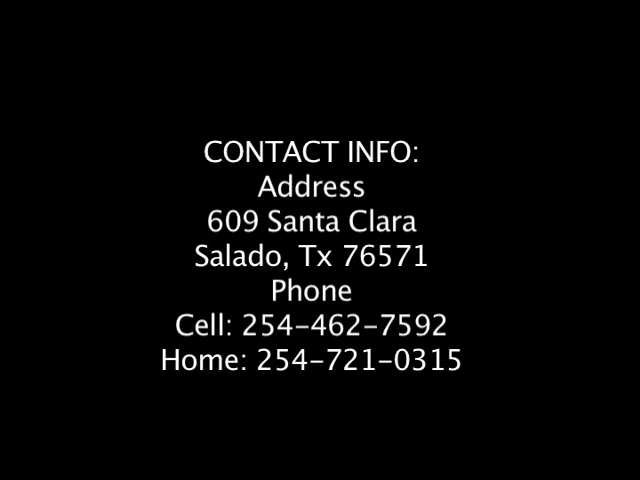 CONTACT INFO:
Address
609 Santa Clara
Salado, Tx 76571
Phone
Cell: 254-462-7592
Home: 254-721-0315